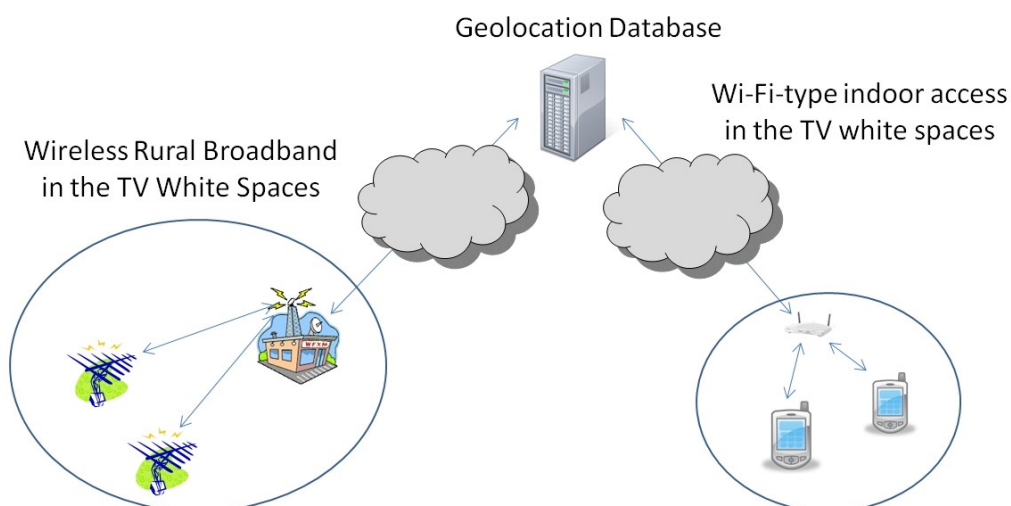 Geolocation Database
Wi-Fi-type indoor access
in the TV white spaces
Wireless Rural Broadband
in the TV White Spaces
WFXM